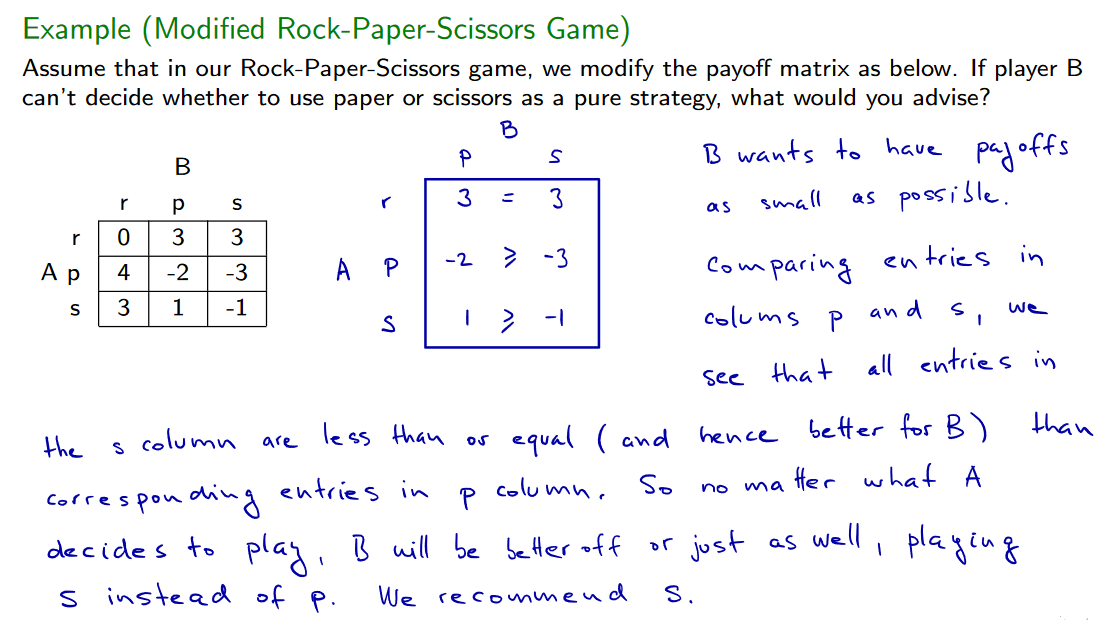 Example (Modified Rock-Paper-Scissors Game)
Assume that in our Rock-Paper-Scissors game, we modify the payoff matrix as below. If player B
can't decide whether to use paper or scissors as a pure strategy, what would you advise?
B
r p s
r 0 3 3
A p 4 -2 -3
s 3 1 -1
B
p s
r 3 = 3
A p -2 ⩾ -3
s 1 ⩾ -1
B wants to have payoffs
as small as possible.
Comparing entries in
colums p and s, we
see that all entries in
the s column are less than or equal (and hence better for B) than
corresponding entries in p column. So no matter what A
decides to play, B will be better off or just as well, playing
s instead of p. We recommend s.